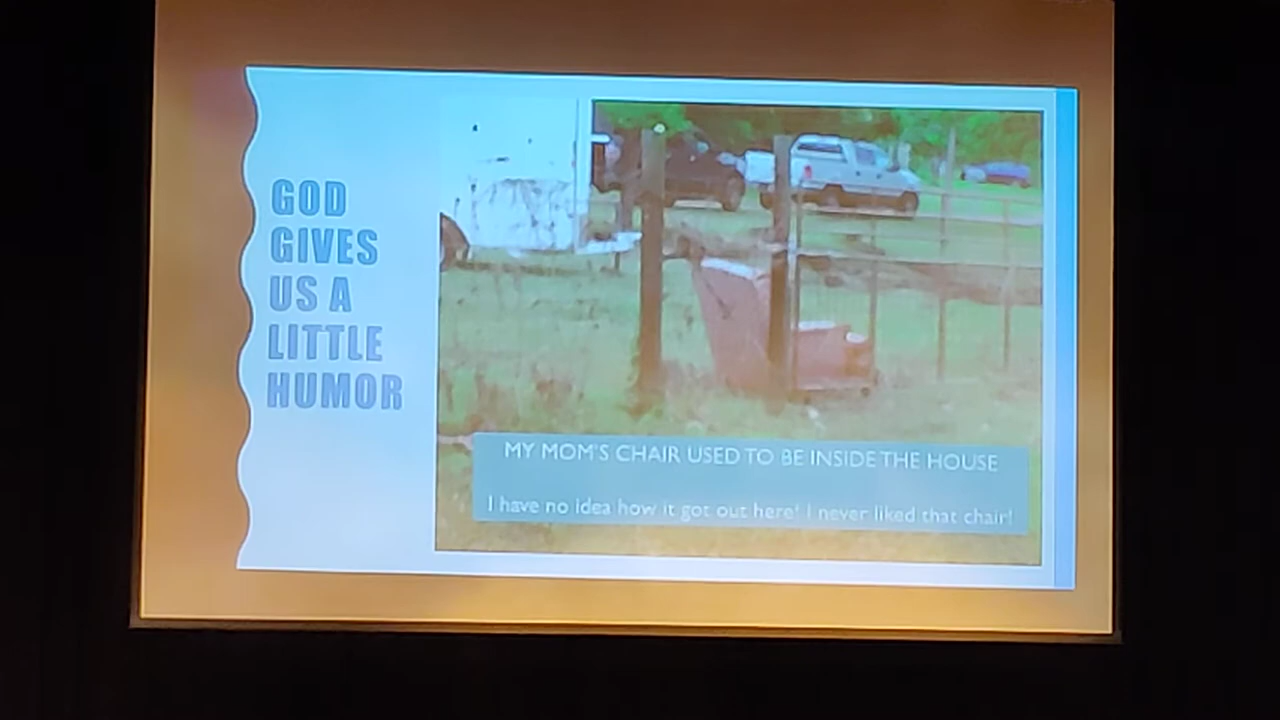 GOD
GIVES
US A
LITTLE
HUMOR
MY MOM'S CHAIR USED TO BE INSIDE THE HOUSE
I have no idea how it got out here! I never liked that chair!